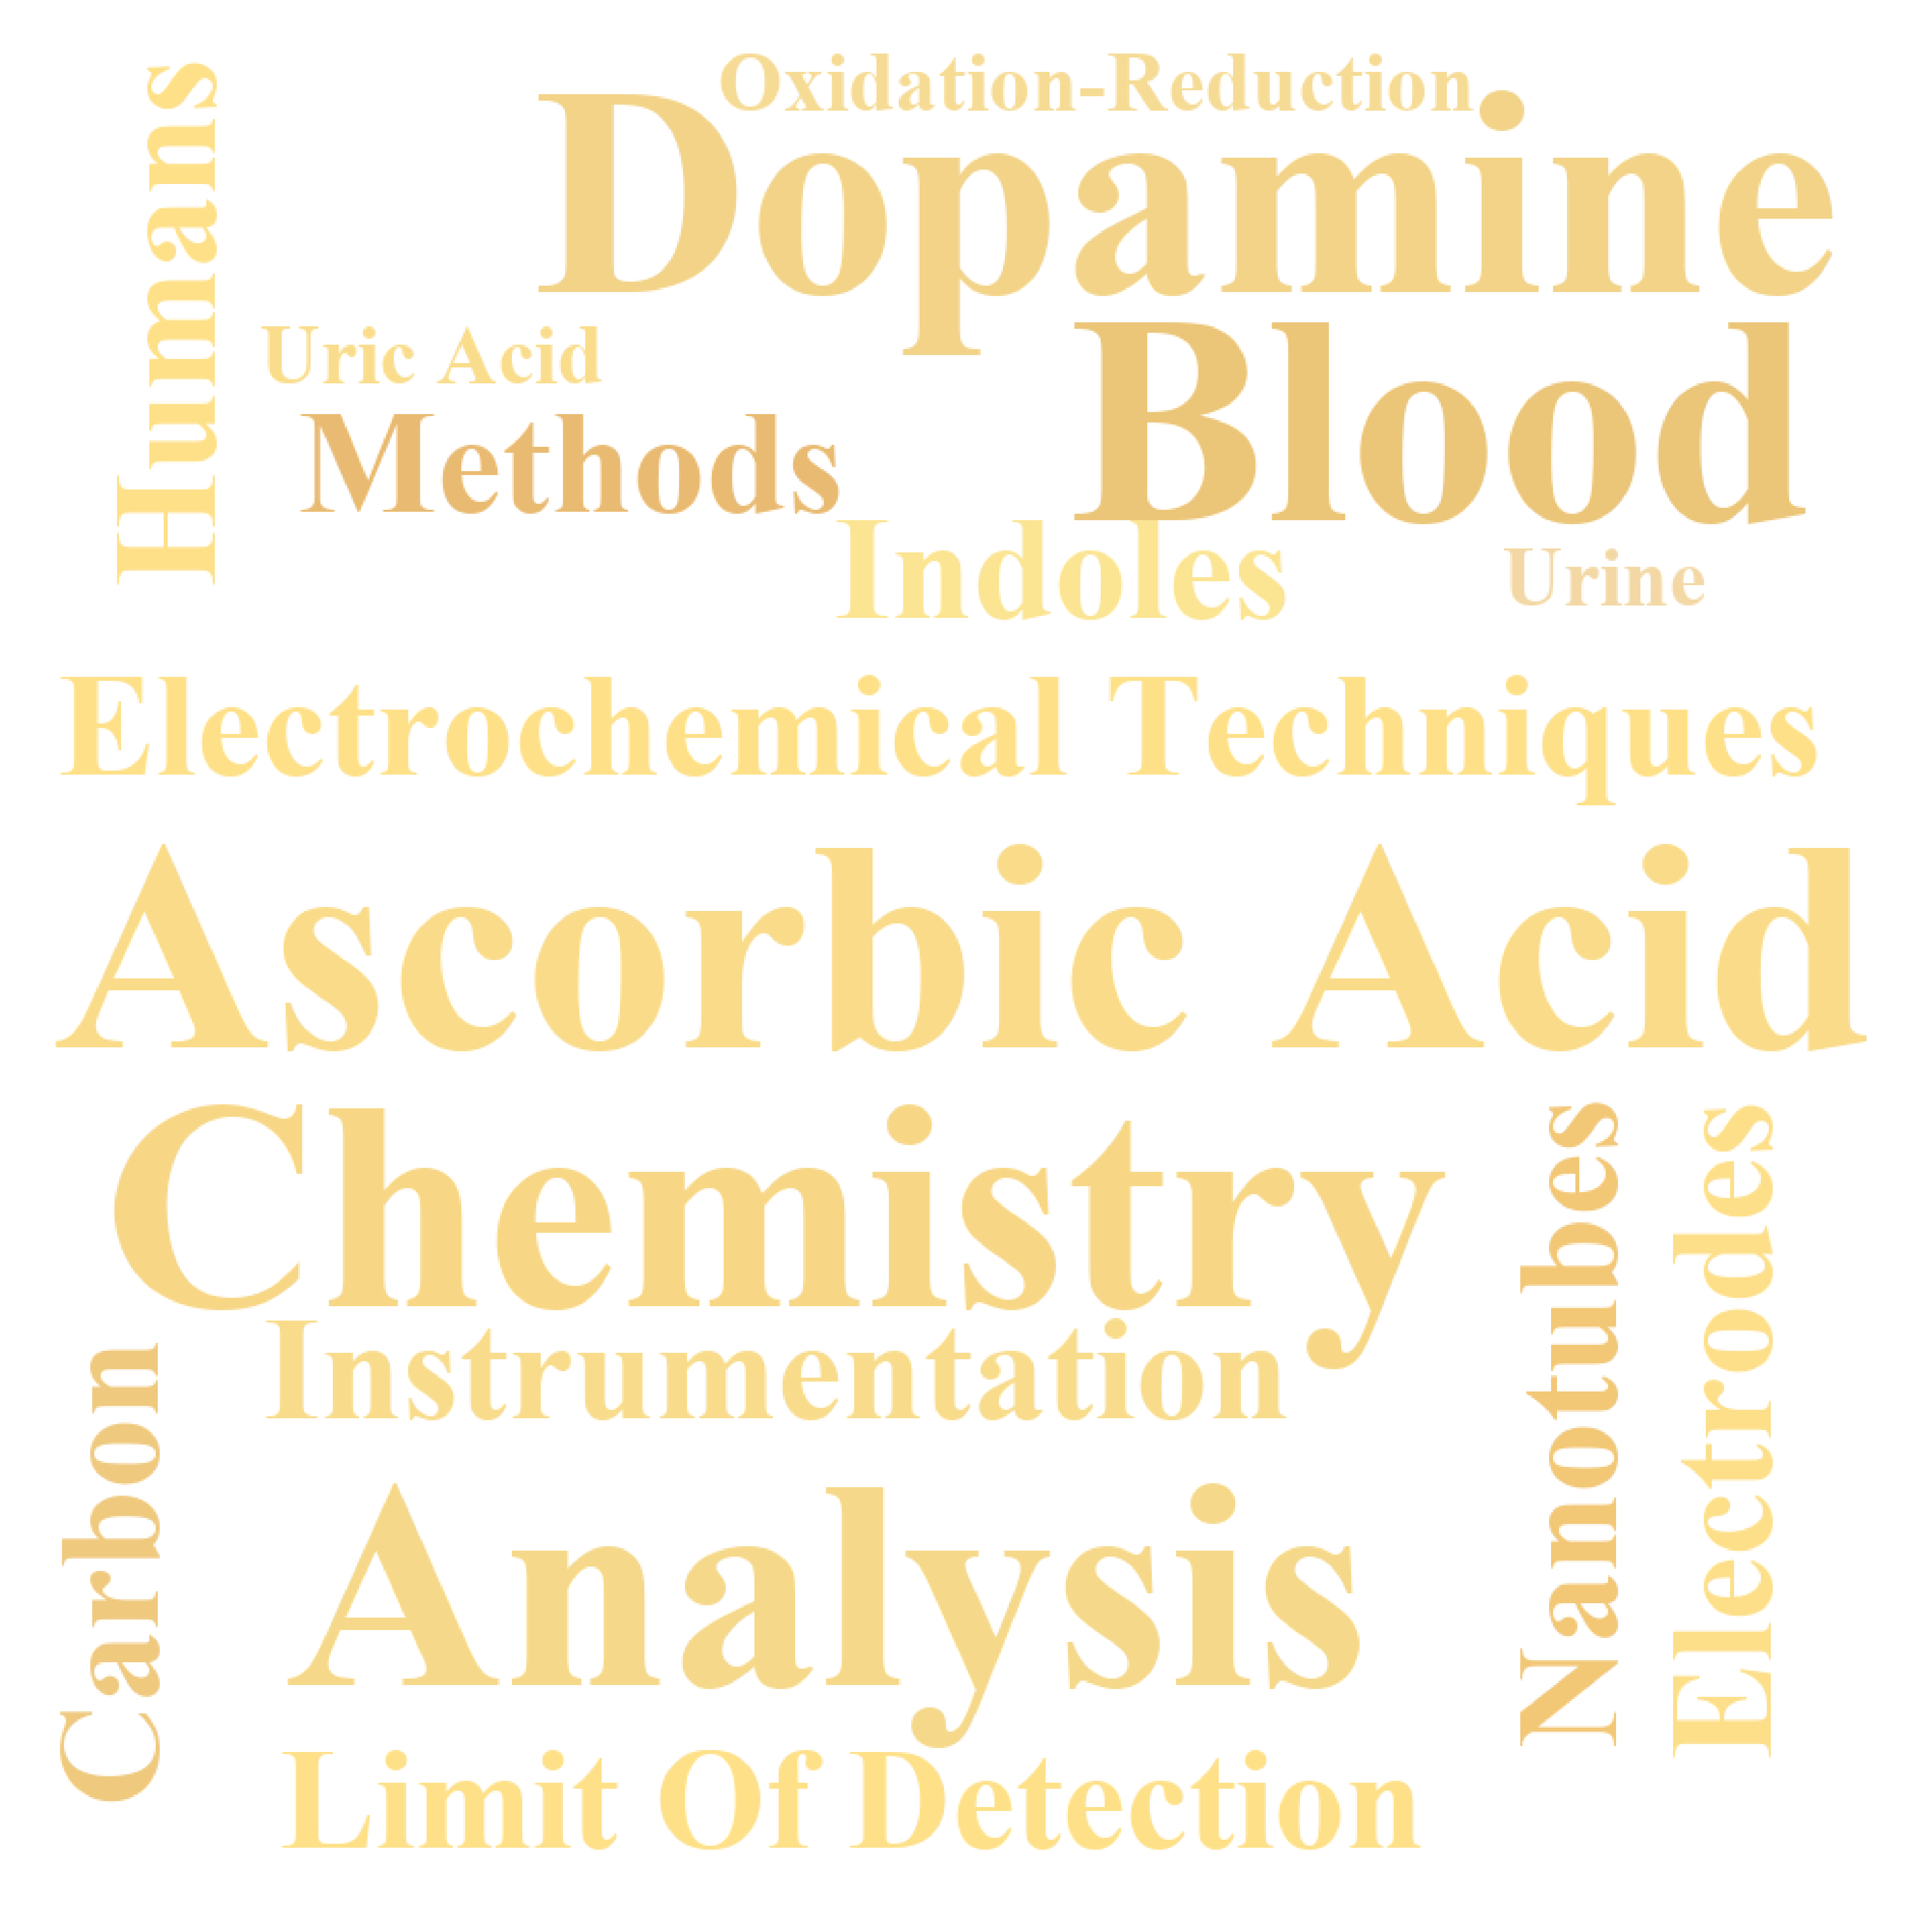 Oxidation-Reduction
Humans
Dopamine
Uric Acid
Blood
Methods
Indoles
Urine
Electrochemical Techniques
Ascorbic Acid
Chemistry
Nanotubes
Electrodes
Instrumentation
Carbon
Analysis
Limit Of Detection